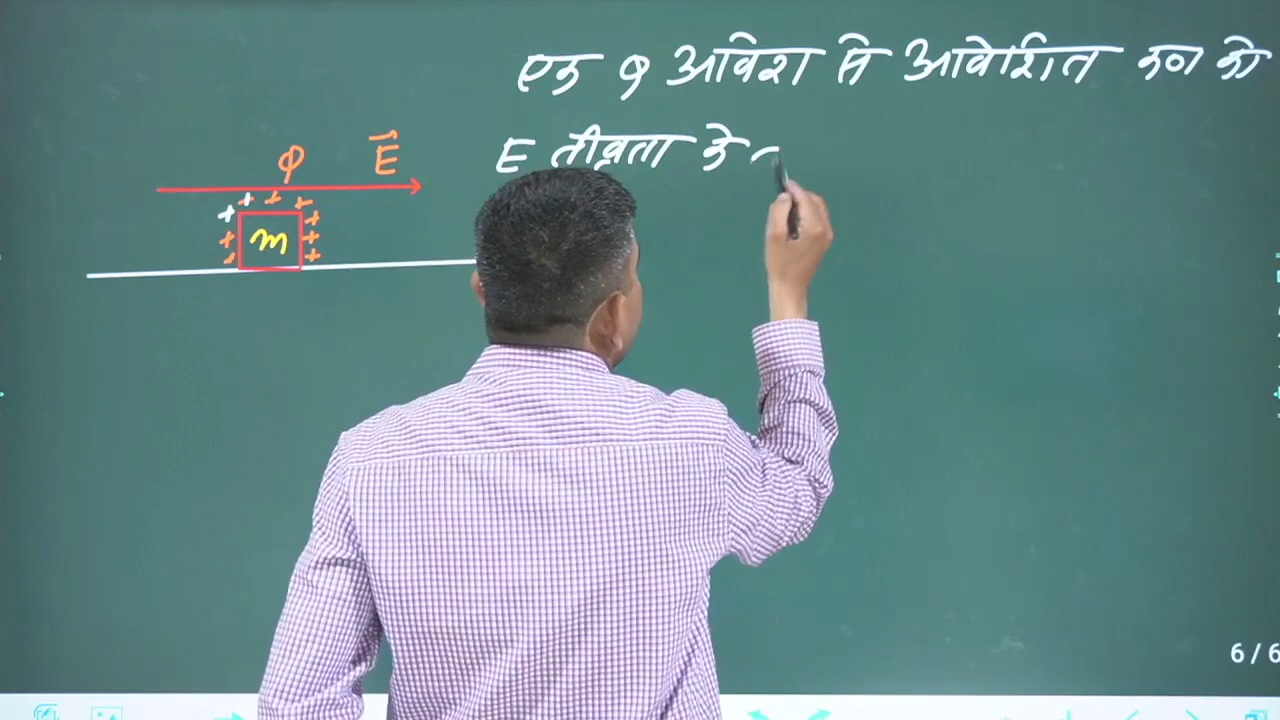 एक φ आवेश से आवेशित कण को
E तीव्रता के
φ E⃗
+ + + +
+ m +
+ + +
6 / 6